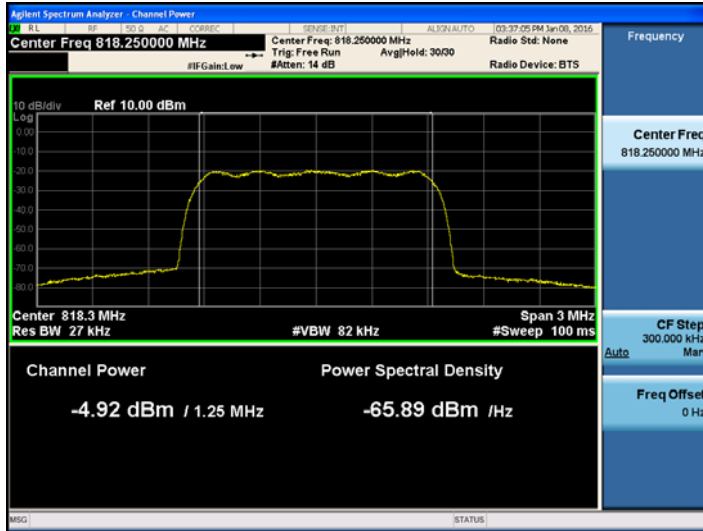 Agilent Spectrum Analyzer - Channel Power
RL RF 50 Ω AC CORREC SENSE:INT ALIGN AUTO 03:37:05 PM Jan 08, 2016
Center Freq 818.250000 MHz
Center Freq: 818.250000 MHz
Radio Std: None
Trig: Free Run Avg|Hold: 30/30
#IFGain:Low
#Atten: 14 dB
Radio Device: BTS
Frequency
10 dB/div Ref 10.00 dBm
Log
0.00
-10.0
-20.0
-30.0
-40.0
-50.0
-60.0
-70.0
-80.0
Center Freq
818.250000 MHz
Center 818.3 MHz
Span 3 MHz
Res BW 27 kHz
#VBW 82 kHz
#Sweep 100 ms
CF Step
300.000 kHz
Auto Man
Channel Power
Power Spectral Density
-4.92 dBm / 1.25 MHz
-65.89 dBm /Hz
Freq Offset
0 Hz
MSG
STATUS